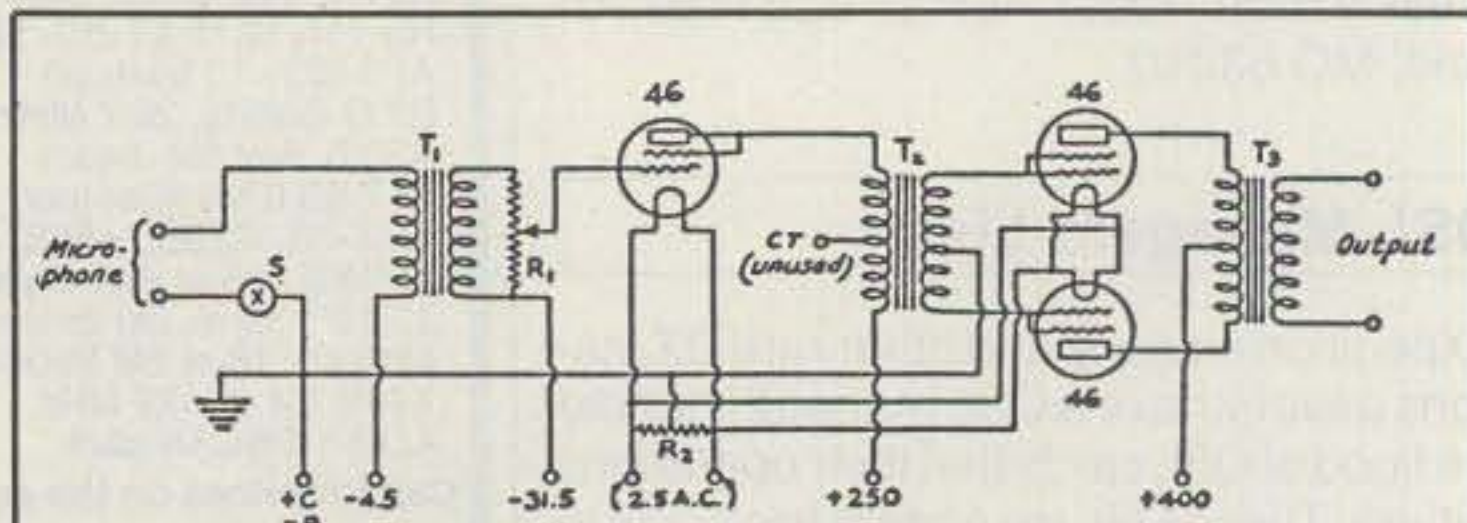 46
46
T₁
T₂
T₃
Micro-
phone
S
R₁
CT
(unused)
Output
46
R₂
+C
-4.5
-31.5
(2.5 A.C.)
+250
+400